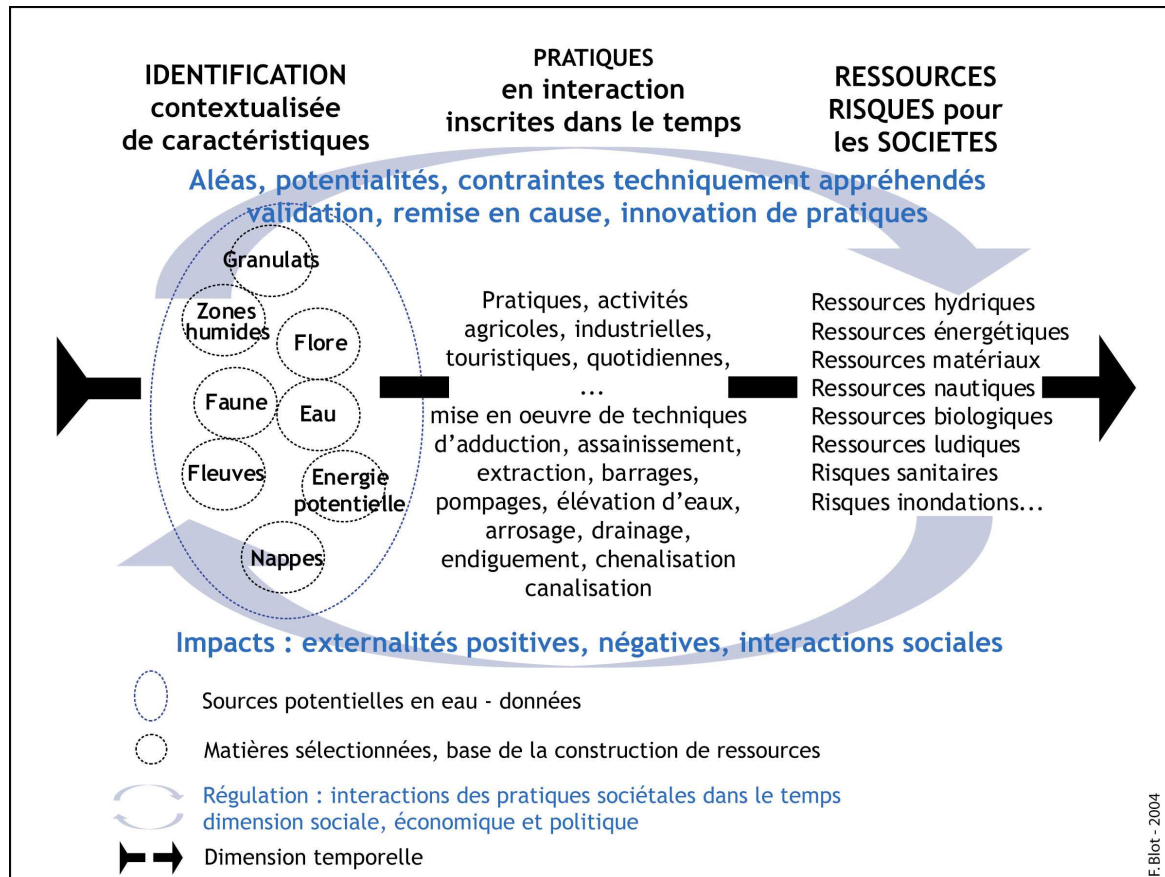 IDENTIFICATION
contextualisée
de caractéristiques
PRATIQUES
en interaction
inscrites dans le temps
RESSOURCES
RISQUES pour
les SOCIETES
Aléas, potentialités, contraintes techniquement appréhendés
validation, remise en cause, innovation de pratiques
Granulats
Zones
humides
Flore
Faune
Eau
Fleuves
Energie
potentielle
Nappes
Pratiques, activités
agricoles, industrielles,
touristiques, quotidiennes,
...
mise en oeuvre de techniques
d'adduction, assainissement,
extraction, barrages,
pompages, élévation d'eaux,
arrosage, drainage,
endiguement, chenalisation
canalisation
Ressources hydriques
Ressources énergétiques
Ressources matériaux
Ressources nautiques
Ressources biologiques
Ressources ludiques
Risques sanitaires
Risques inondations...
Impacts : externalités positives, négatives, interactions sociales
Sources potentielles en eau - données
Matières sélectionnées, base de la construction de ressources
Régulation : interactions des pratiques sociétales dans le temps
dimension sociale, économique et politique
Dimension temporelle
F.Blot - 2004